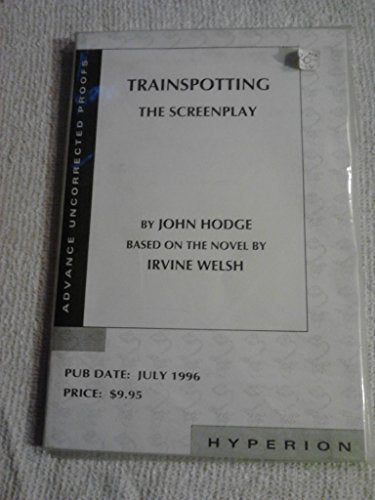 ADVANCE UNCORRECTED PROOFS
TRAINSPOTTING
THE SCREENPLAY
BY JOHN HODGE
BASED ON THE NOVEL BY
IRVINE WELSH
PUB DATE: JULY 1996
PRICE: $9.95
HYPERION